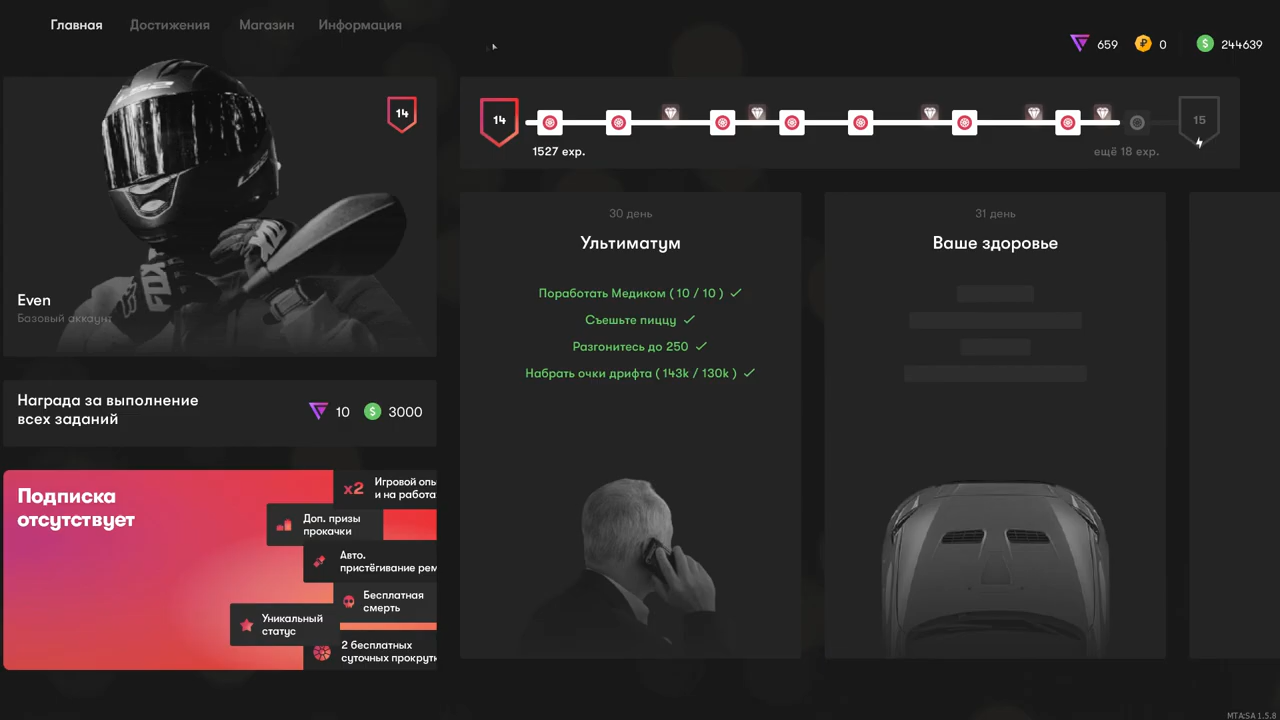 Главная Достижения Магазин Информация
659 0 244639
14
14
15
1527 exp.
ещё 18 exp.
FOX
Even
Базовый аккаунт
Награда за выполнение
всех заданий
10 3000
Подписка
отсутствует
x2
Игровой опы
и на работа
Доп. призы
прокачки
Авто.
пристёгивание рем
Бесплатная
смерть
Уникальный
статус
2 бесплатных
суточных прокрутк
30 день
Ультиматум
Поработать Медиком ( 10 / 10 )
Съешьте пиццу
Разгонитесь до 250
Набрать очки дрифта ( 143k / 130k )
31 день
Ваше здоровье
MTA:SA 1.5.8